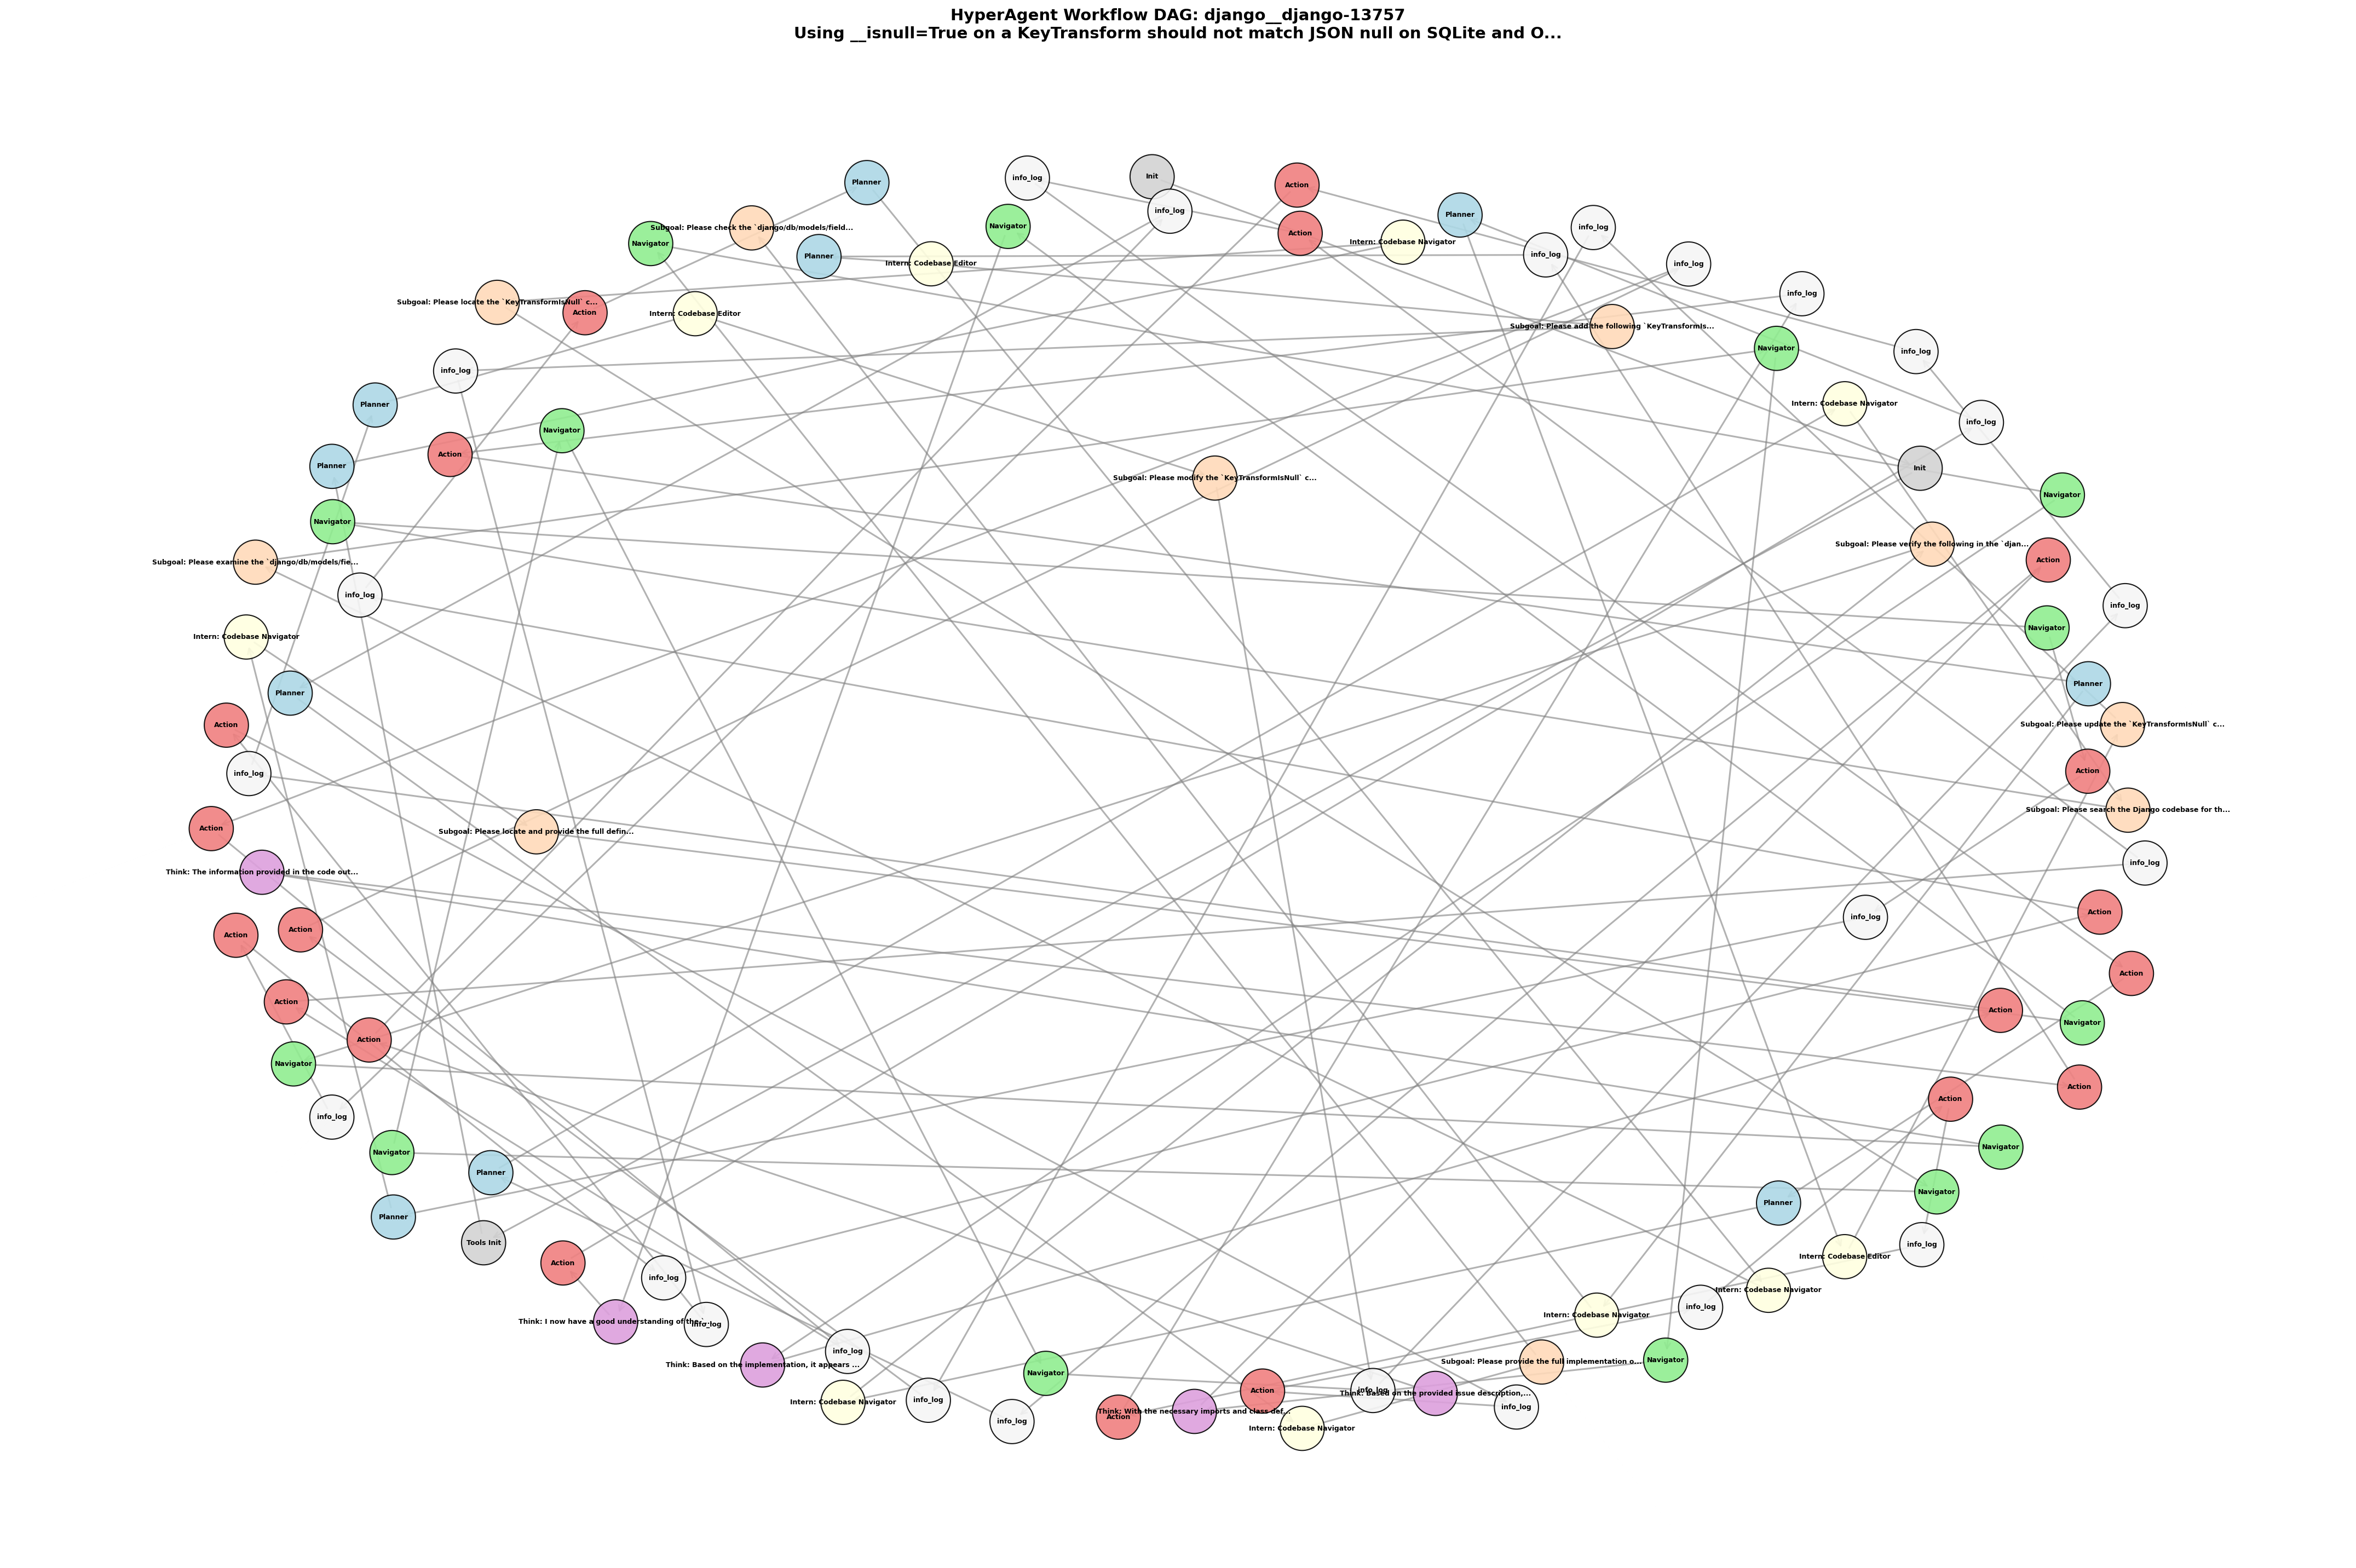 HyperAgent Workflow DAG: django__django-13757
Using __isnull=True on a KeyTransform should not match JSON null on SQLite and O...
Init
info_log
Planner
Action
info_log
Planner
Navigator
info_log
Subgoal: Please check the `django/db/models/field...
Action
Intern: Codebase Navigator
Navigator
info_log
Planner
Intern: Codebase Editor
info_log
info_log
Subgoal: Please locate the `KeyTransformIsNull` c...
Action
Intern: Codebase Editor
Subgoal: Please add the following `KeyTransformIs...
Navigator
info_log
info_log
Planner
Intern: Codebase Navigator
info_log
Navigator
Action
Planner
Init
Subgoal: Please modify the `KeyTransformIsNull` c...
Navigator
Navigator
Subgoal: Please verify the following in the `djan...
Action
Subgoal: Please examine the `django/db/models/fie...
info_log
info_log
Navigator
Intern: Codebase Navigator
Planner
Planner
Action
Subgoal: Please update the `KeyTransformIsNull` c...
Action
info_log
Subgoal: Please search the Django codebase for th...
Action
Subgoal: Please locate and provide the full defin...
info_log
Think: The information provided in the code out...
Action
info_log
Action
Action
Action
Action
Action
Navigator
Action
Navigator
Action
Action
info_log
Navigator
Navigator
Planner
Navigator
Planner
Planner
Tools Init
info_log
Intern: Codebase Editor
Action
info_log
Intern: Codebase Navigator
info_log
Intern: Codebase Navigator
Think: I now have a good understanding of the
info_log
info_log
Navigator
Subgoal: Please provide the full implementation o...
Think: Based on the implementation, it appears ...
Navigator
info_log
Action
Think: Based on the provided issue description,...
info_log
Intern: Codebase Navigator
info_log
Think: With the necessary imports and class def...
Action
info_log
Intern: Codebase Navigator